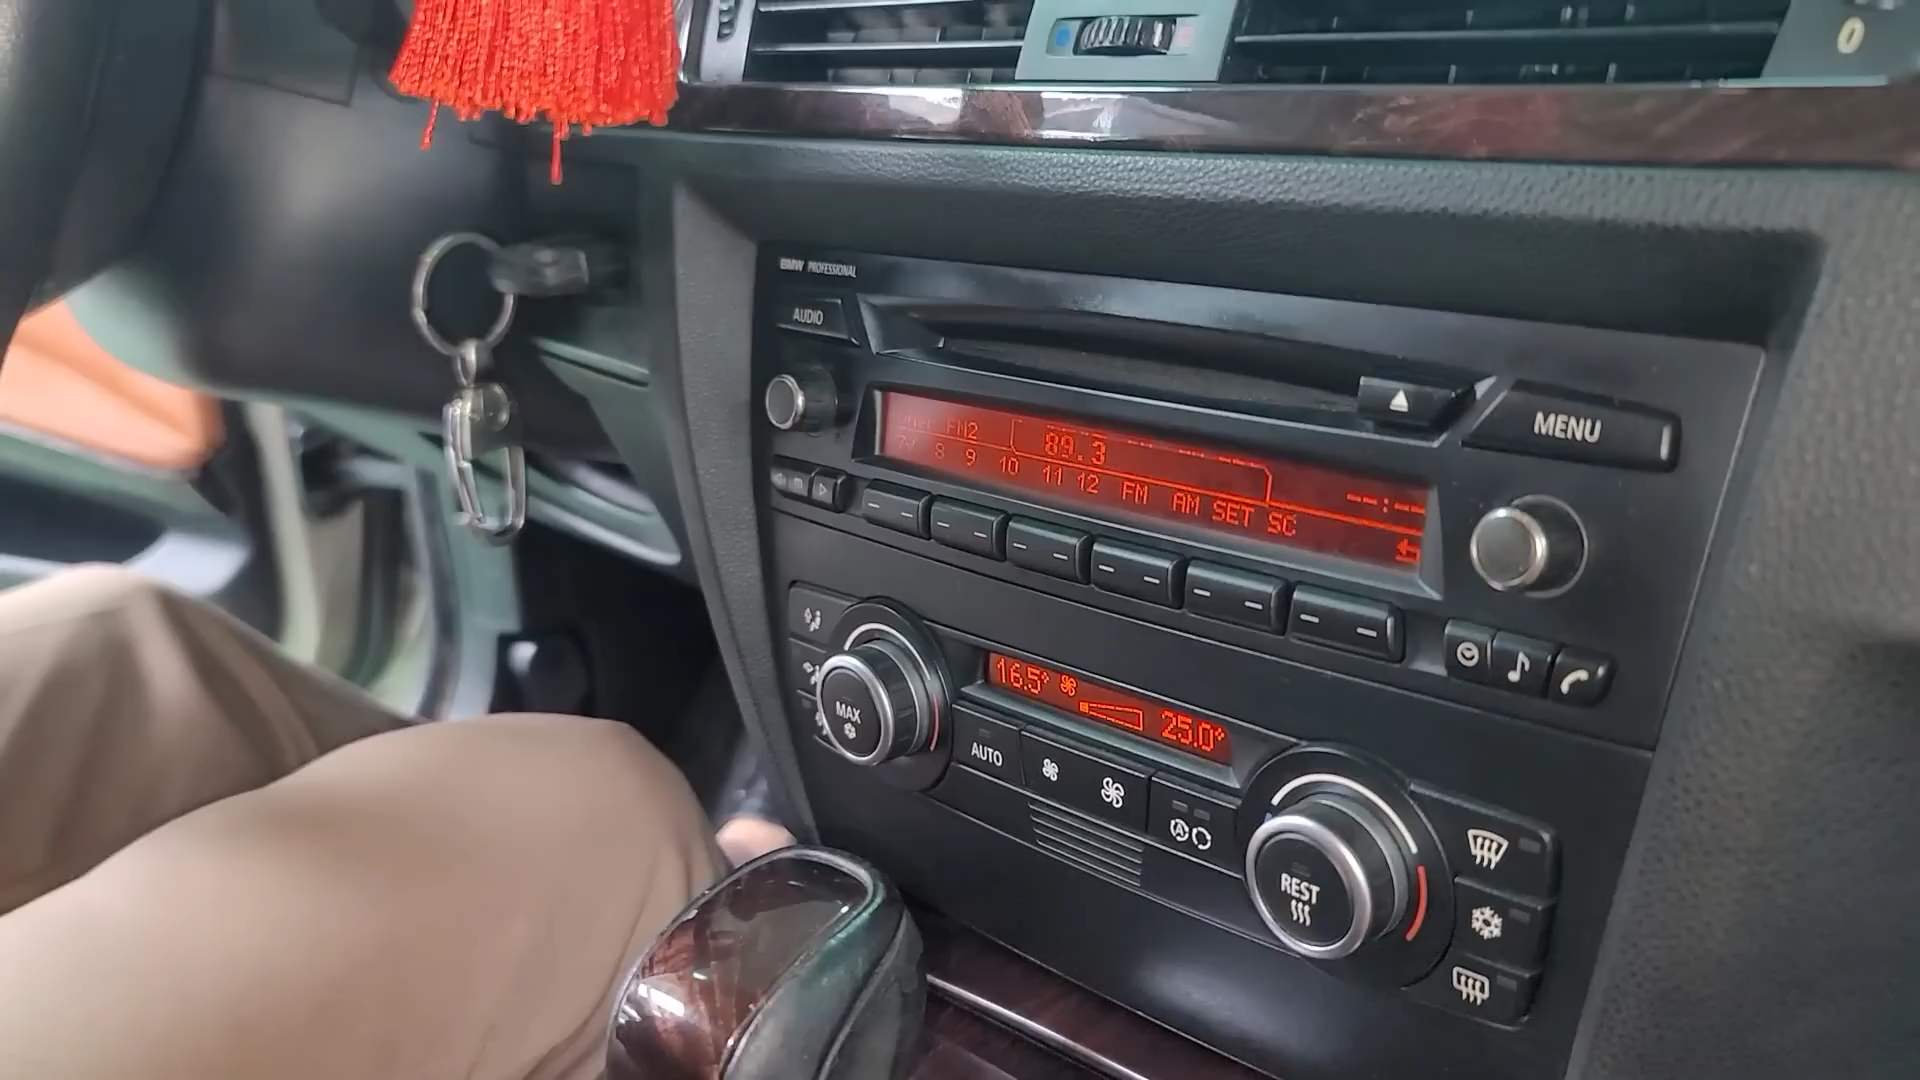 BMW PROFESSIONAL
AUDIO
MENU
FM2 89.3
8 9 10 11 12 FM AM SET SC
--:--
16.5° 25.0°
MAX
AUTO
A
REST
0